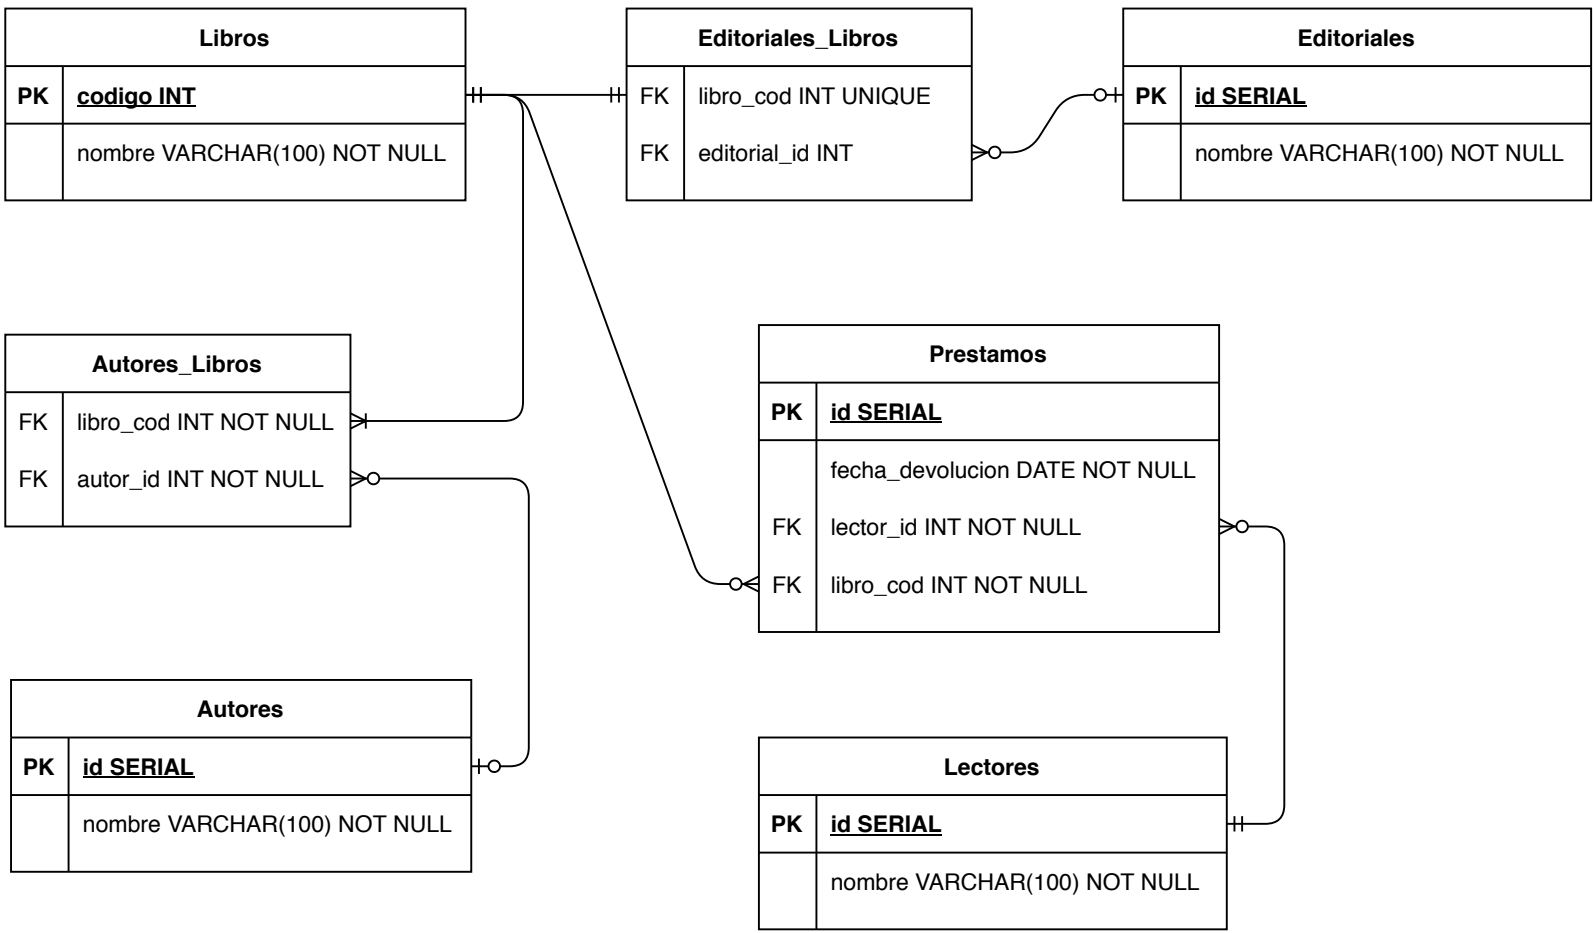 Libros
PK codigo INT
nombre VARCHAR(100) NOT NULL
Editoriales_Libros
FK libro_cod INT UNIQUE
FK editorial_id INT
Editoriales
PK id SERIAL
nombre VARCHAR(100) NOT NULL
Autores_Libros
FK libro_cod INT NOT NULL
FK autor_id INT NOT NULL
Prestamos
PK id SERIAL
fecha_devolucion DATE NOT NULL
FK lector_id INT NOT NULL
FK libro_cod INT NOT NULL
Autores
PK id SERIAL
nombre VARCHAR(100) NOT NULL
Lectores
PK id SERIAL
nombre VARCHAR(100) NOT NULL